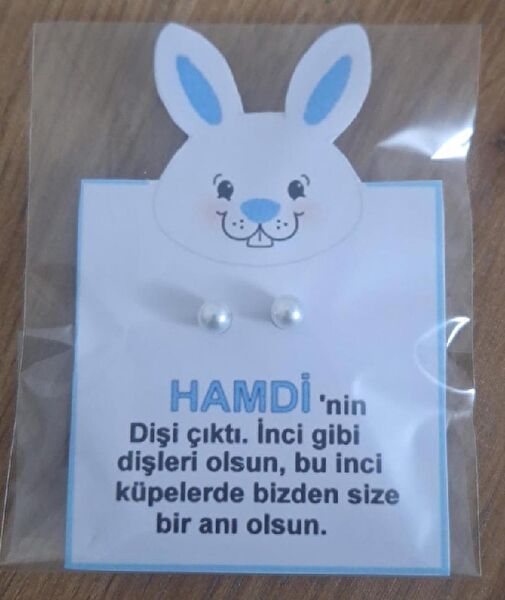 HAMDİ 'nin
Dişi çıktı. İnci gibi
dişleri olsun, bu inci
küpelerde bizden size
bir anı olsun.